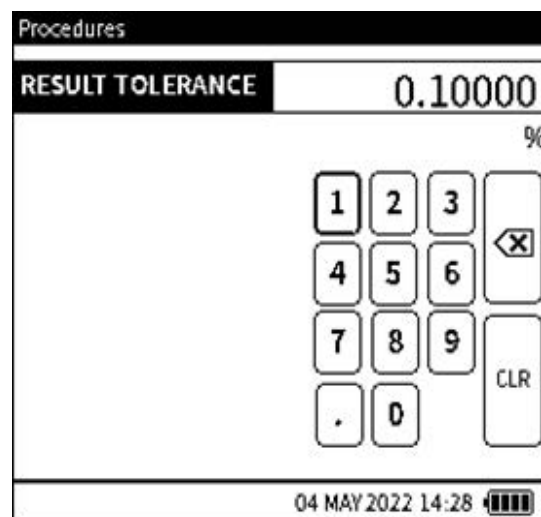 Procedures
RESULT TOLERANCE 0.10000
%
1 2 3
4 5 6
7 8 9
CLR
. 0
04 MAY 2022 14:28